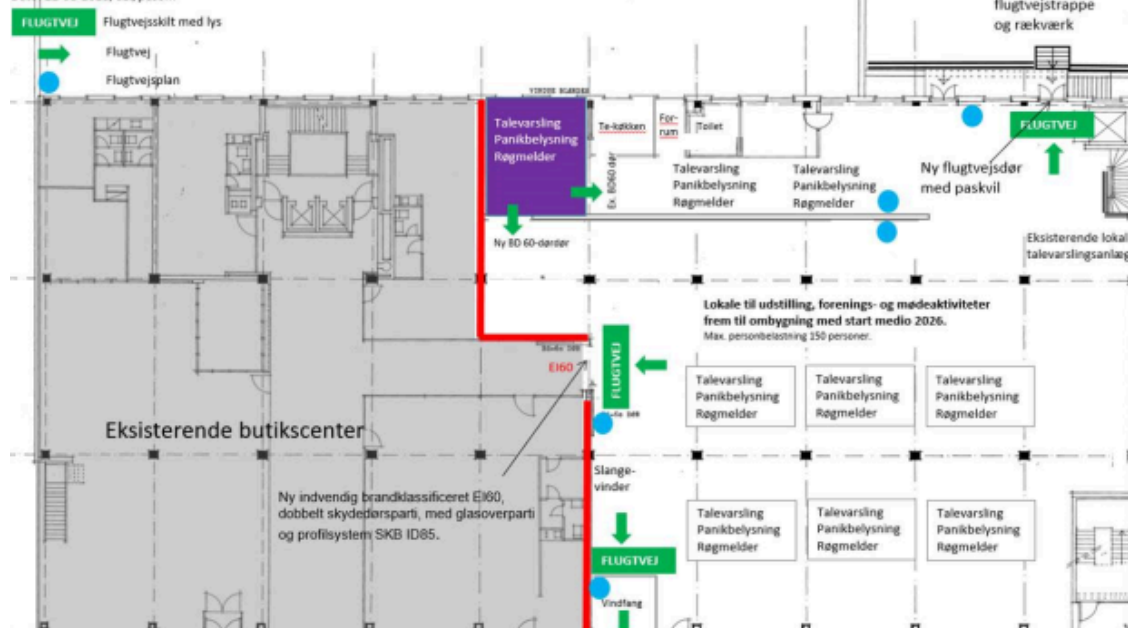 flugtvejstrappe
og rækværk
FLUGTVEJ
Flugtvejsskilt med lys
Flugtvej
Flugtvejsplan
VINDUE BLÆNDES
Talevarsling
Panikbelysning
Røgmelder
Te-køkken
For-
rum
Toilet
FLUGTVEJ
Ex. BD60 dør
Talevarsling
Panikbelysning
Røgmelder
Talevarsling
Panikbelysning
Røgmelder
Ny flugtvejsdør
med paskvil
Ny BD 60-dørdør
Eksisterende lokal
talevarslingsanlæg
Lokale til udstilling, forenings- og mødeaktiviteter
frem til ombygning med start medio 2026.
Max. personbelastning 150 personer.
EI60
FLUGTVEJ
Talevarsling
Panikbelysning
Røgmelder
Talevarsling
Panikbelysning
Røgmelder
Talevarsling
Panikbelysning
Røgmelder
Eksisterende butikscenter
Slange-
vinder
Ny indvendig brandklassificeret EI60,
dobbelt skydedørsparti, med glasoverparti
og profilsystem SKB ID85.
Talevarsling
Panikbelysning
Røgmelder
Talevarsling
Panikbelysning
Røgmelder
Talevarsling
Panikbelysning
Røgmelder
FLUGTVEJ
Vindfang